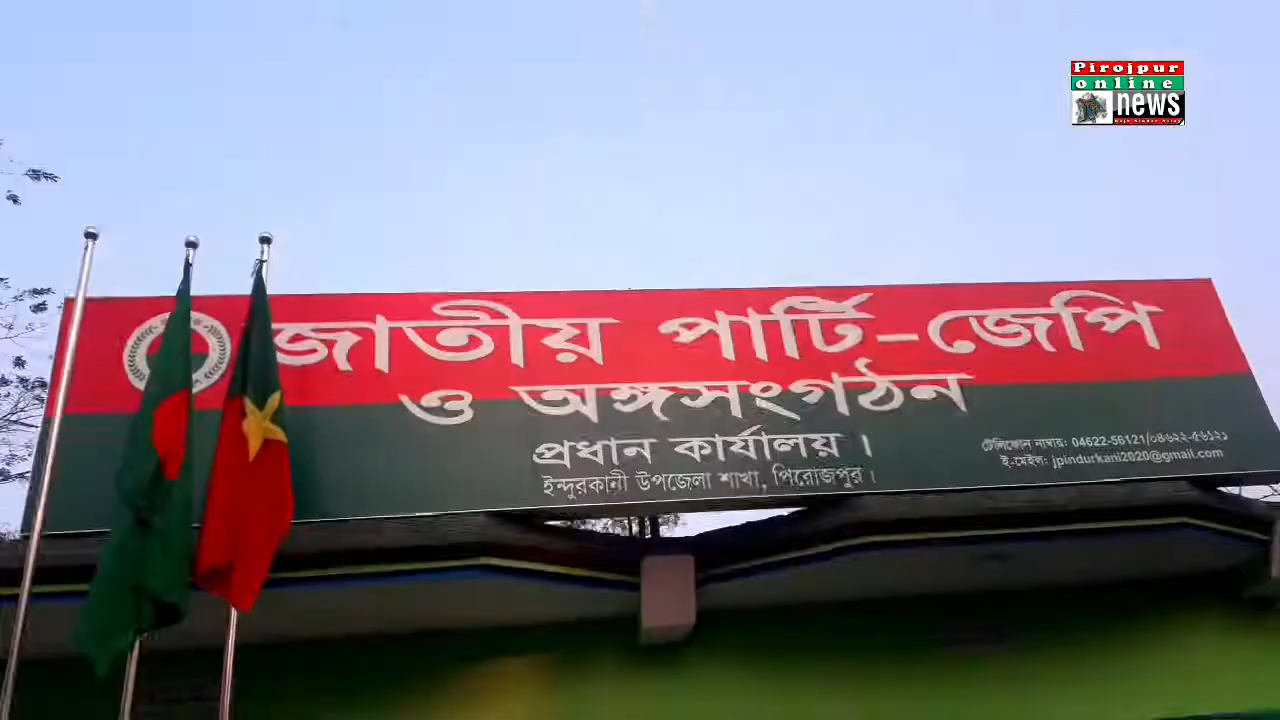 Pirojpur
online
news
জাতীয় পার্টি-জেপি
ও অঙ্গসংগঠন
প্রধান কার্যালয় ।
ইন্দুরকানী উপজেলা শাখা, পিরোজপুর ।
টেলিফোন নাম্বার: 04622-56121/০৪৬২২-৫৬১২১
ই-মেইল: jpindurkani2020@gmail.com